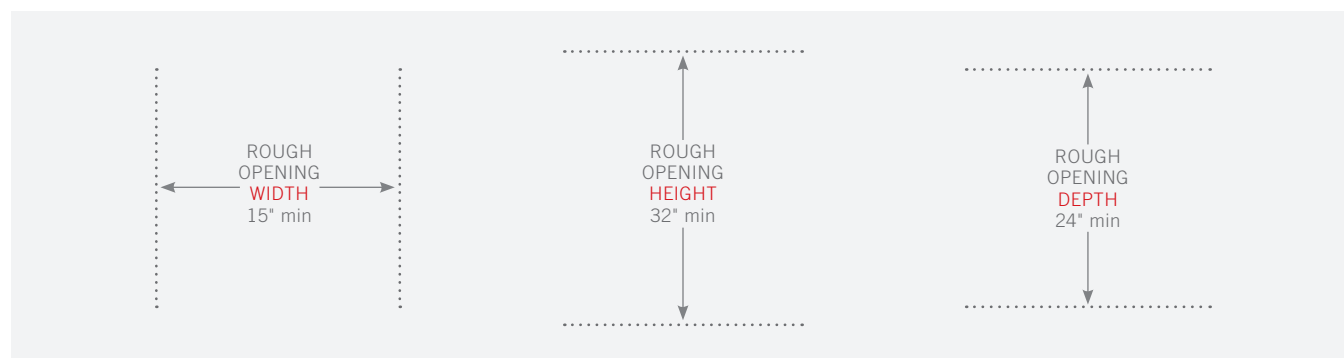 ROUGH
OPENING
WIDTH
15" min
ROUGH
OPENING
HEIGHT
32" min
ROUGH
OPENING
DEPTH
24" min